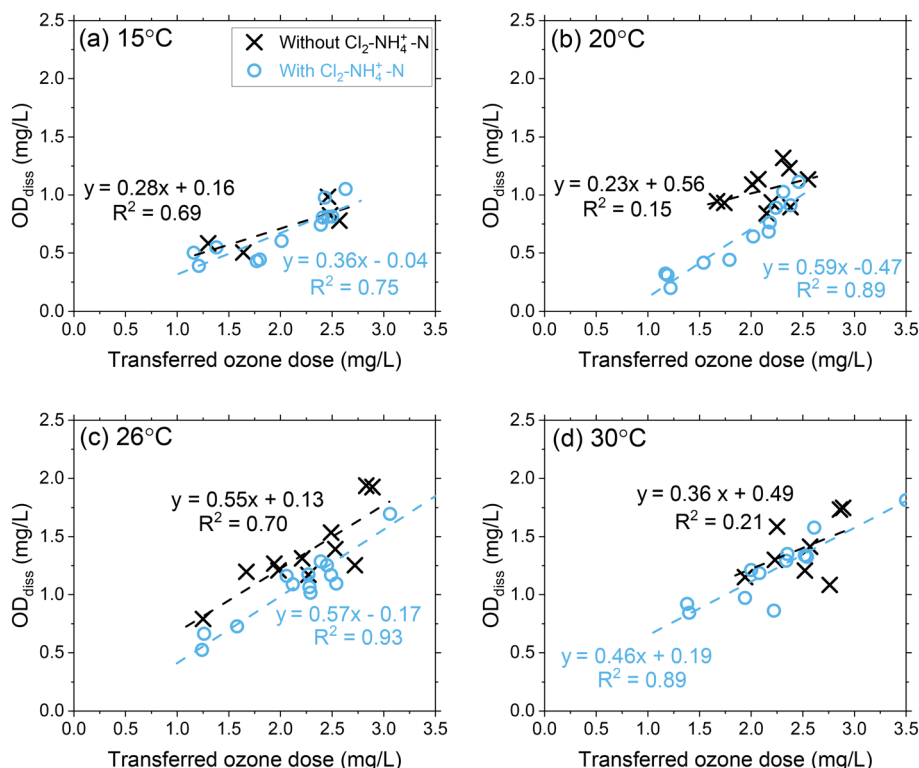 (a) 15°C
× Without Cl₂-NH₄⁺-N
○ With Cl₂-NH₄⁺-N
y = 0.28x + 0.16
R² = 0.69
y = 0.36x - 0.04
R² = 0.75
2.5
2.0
1.5
1.0
0.5
0.0
OD_diss (mg/L)
0.0 0.5 1.0 1.5 2.0 2.5 3.0 3.5
Transferred ozone dose (mg/L)
(b) 20°C
y = 0.23x + 0.56
R² = 0.15
y = 0.59x -0.47
R² = 0.89
2.5
2.0
1.5
1.0
0.5
0.0
OD_diss (mg/L)
0.0 0.5 1.0 1.5 2.0 2.5 3.0 3.5
Transferred ozone dose (mg/L)
(c) 26°C
y = 0.55x + 0.13
R² = 0.70
y = 0.57x - 0.17
R² = 0.93
2.5
2.0
1.5
1.0
0.5
0.0
OD_diss (mg/L)
0.0 0.5 1.0 1.5 2.0 2.5 3.0 3.5
Transferred ozone dose (mg/L)
(d) 30°C
y = 0.36 x + 0.49
R² = 0.21
y = 0.46x + 0.19
R² = 0.89
2.5
2.0
1.5
1.0
0.5
0.0
OD_diss (mg/L)
0.0 0.5 1.0 1.5 2.0 2.5 3.0 3.5
Transferred ozone dose (mg/L)